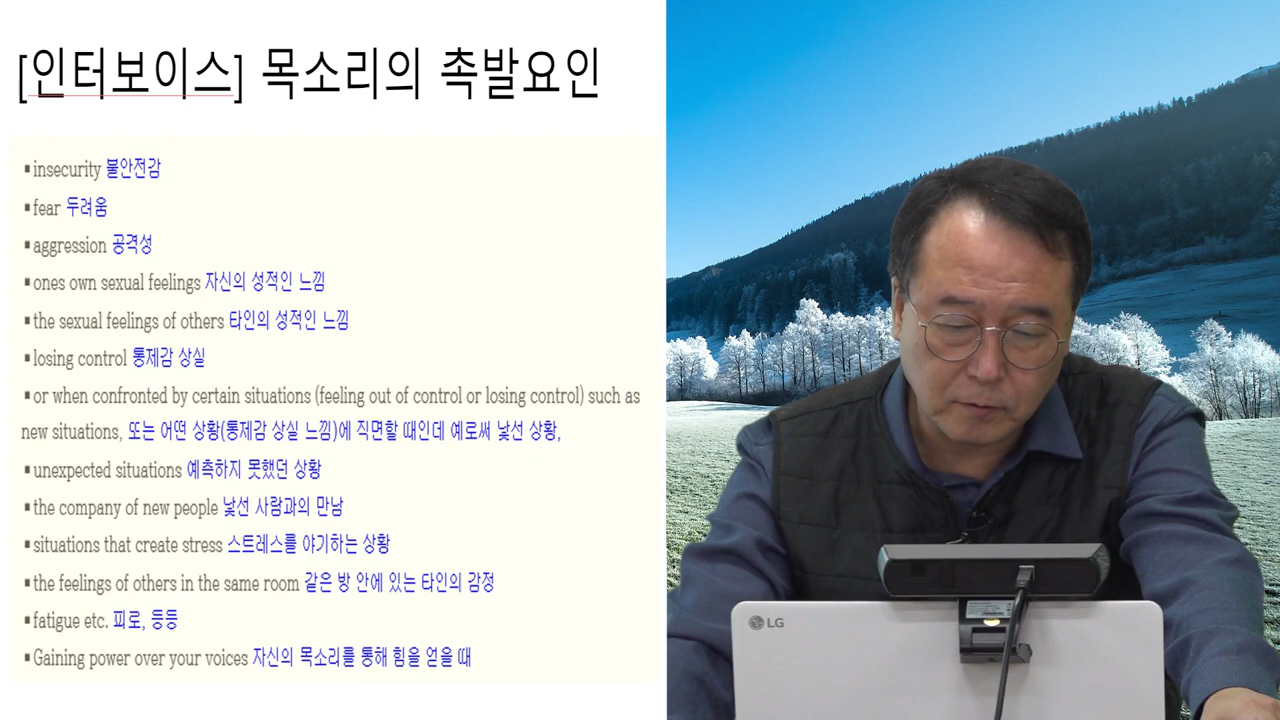 [인터보이스] 목소리의 촉발요인
▪insecurity 불안전감
▪fear 두려움
▪aggression 공격성
▪ones own sexual feelings 자신의 성적인 느낌
▪the sexual feelings of others 타인의 성적인 느낌
▪losing control 통제감 상실
▪or when confronted by certain situations (feeling out of control or losing control) such as
new situations, 또는 어떤 상황(통제감 상실 느낌)에 직면할 때인데 예로써 낯선 상황,
▪unexpected situations 예측하지 못했던 상황
▪the company of new people 낯선 사람과의 만남
▪situations that create stress 스트레스를 야기하는 상황
▪the feelings of others in the same room 같은 방 안에 있는 타인의 감정
▪fatigue etc. 피로, 등등
▪Gaining power over your voices 자신의 목소리를 통해 힘을 얻을 때
LG